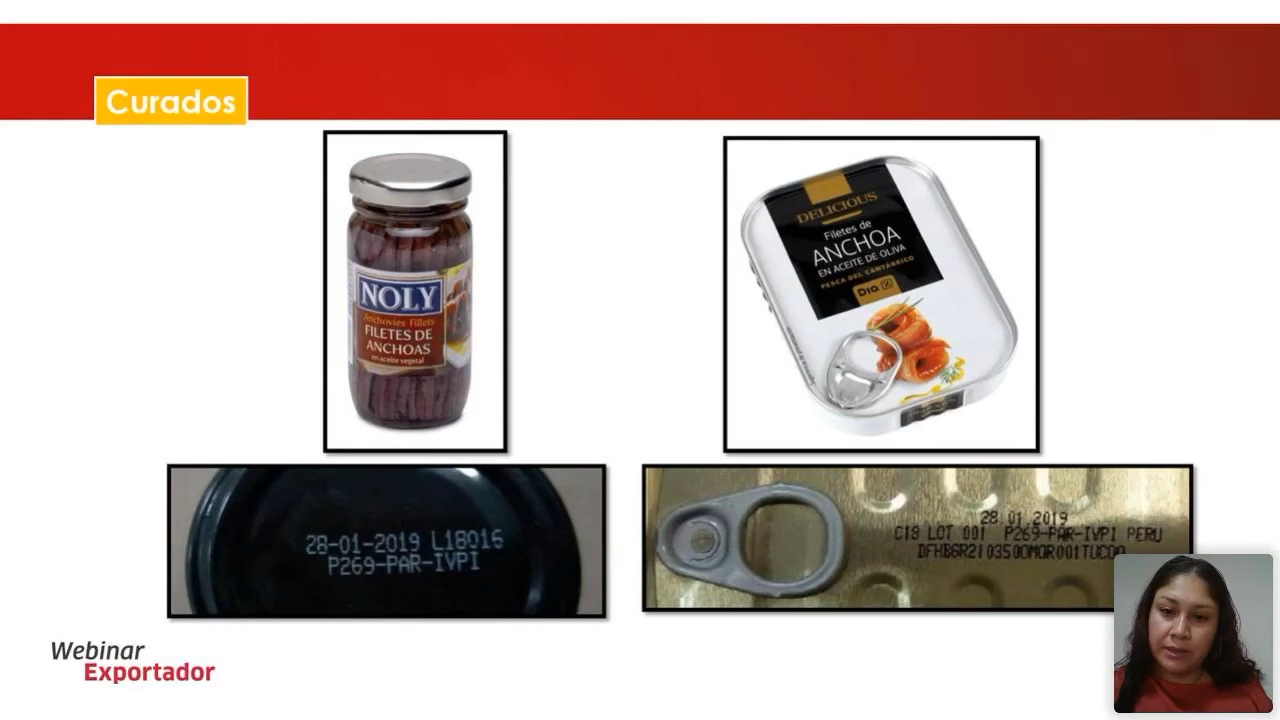 Curados
NOLY
Anchovies Fillets
FILETES DE
ANCHOAS
en aceite vegetal
DELICIOUS
Filetes de
ANCHOA
EN ACEITE DE OLIVA
PESCA DEL CANTÁBRICO
Dia
28-01-2019 L18016
P269-PAR-IVPI
28 01 2019
C19 LOT 001 P269-PAR-IVPI PERU
Webinar
Exportador